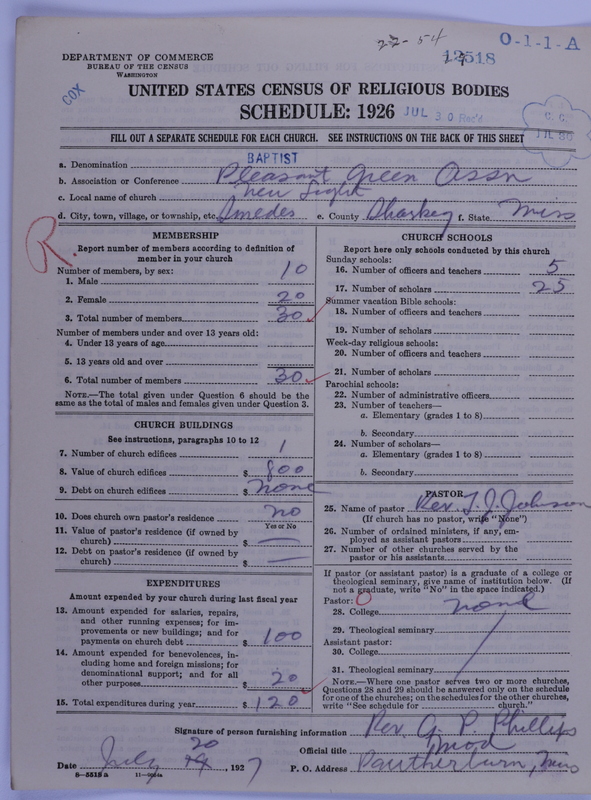 22-54
O-1-1-A
12518
DEPARTMENT OF COMMERCE
BUREAU OF THE CENSUS
WASHINGTON
COX
UNITED STATES CENSUS OF RELIGIOUS BODIES
SCHEDULE: 1926
JUL 30 Rec'd
FILL OUT A SEPARATE SCHEDULE FOR EACH CHURCH. SEE INSTRUCTIONS ON THE BACK OF THIS SHEET
a. Denomination BAPTIST
b. Association or Conference Pleasant Green Assn
c. Local name of church New Light
d. City, town, village, or township, etc. Smedes e. County Sharkey f. State Miss
R.
MEMBERSHIP
Report number of members according to definition of
member in your church
Number of members, by sex:
1. Male 10
2. Female 20
3. Total number of members 30
Number of members under and over 13 years old:
4. Under 13 years of age
5. 13 years old and over
6. Total number of members 30
NOTE.—The total given under Question 6 should be the
same as the total of males and females given under Question 3.
CHURCH BUILDINGS
See instructions, paragraphs 10 to 12
7. Number of church edifices 1
8. Value of church edifices $ 800
9. Debt on church edifices $ none
10. Does church own pastor's residence no
Yes or No
11. Value of pastor's residence (if owned by
church) $ —
12. Debt on pastor's residence (if owned by
church) $ —
EXPENDITURES
Amount expended by your church during last fiscal year
13. Amount expended for salaries, repairs,
and other running expenses; for im-
provements or new buildings; and for
payments on church debt $ 100
14. Amount expended for benevolences, in-
cluding home and foreign missions; for
denominational support; and for all
other purposes $ 20
15. Total expenditures during year $ 120
CHURCH SCHOOLS
Report here only schools conducted by this church
Sunday schools:
16. Number of officers and teachers 5
17. Number of scholars 25
Summer vacation Bible schools:
18. Number of officers and teachers
19. Number of scholars
Week-day religious schools:
20. Number of officers and teachers
21. Number of scholars
Parochial schools:
22. Number of administrative officers
23. Number of teachers—
a. Elementary (grades 1 to 8)
b. Secondary
24. Number of scholars—
a. Elementary (grades 1 to 8)
b. Secondary
PASTOR
25. Name of pastor Rev. T. J. Johnson
(If church has no pastor, write "None")
26. Number of ordained ministers, if any, em-
ployed as assistant pastors
27. Number of other churches served by the
pastor or his assistants
If pastor (or assistant pastor) is a graduate of a college or
theological seminary, give name of institution below. (If
not a graduate, write "No" in the space indicated.)
Pastor: O
28. College none
29. Theological seminary
Assistant pastor:
30. College
31. Theological seminary
NOTE.—Where one pastor serves two or more churches,
Questions 28 and 29 should be answered only on the schedule
for one of the churches; on the schedules for the other churches,
write "See schedule for church."
Signature of person furnishing information Rev. G. P. Phillips
Official title Mod
Date July 20, 1927 P. O. Address Pantherburn, Miss
8-5518 a 11-9064a